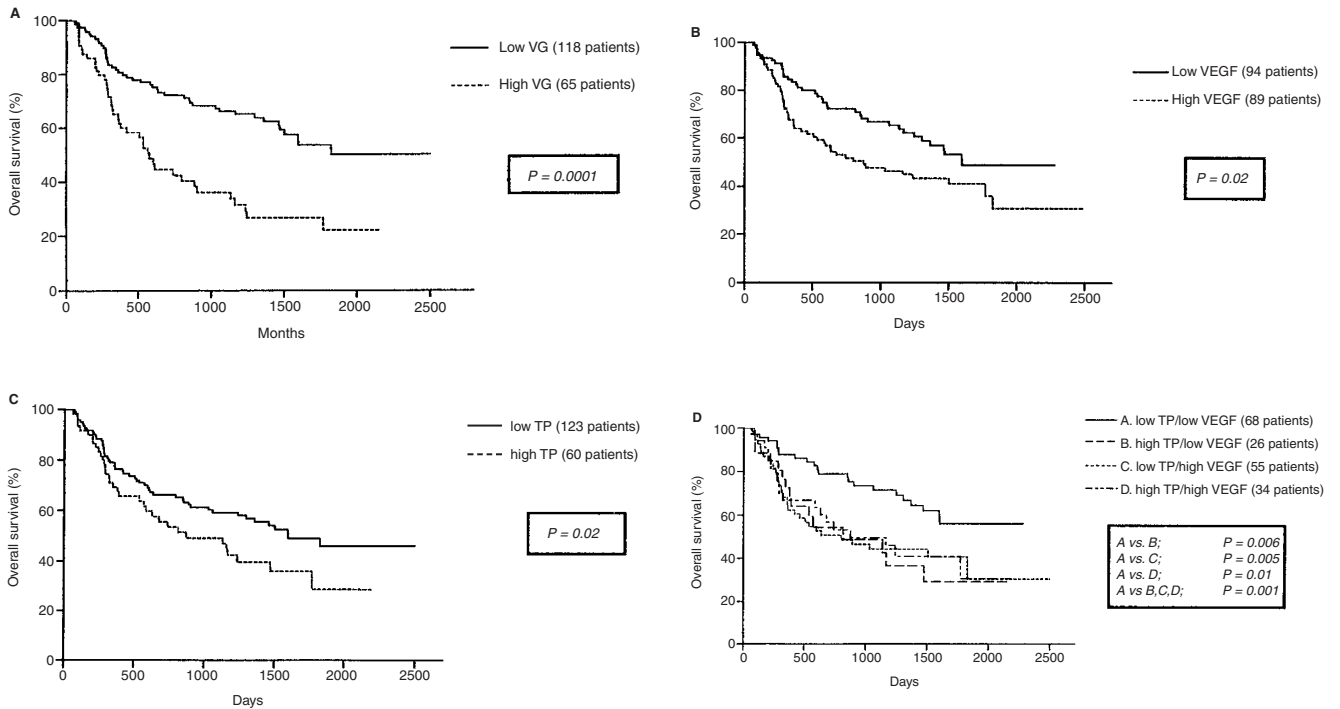 A
Overall survival (%)
100
80
60
40
20
0
0 500 1000 1500 2000 2500
Months
Low VG (118 patients)
High VG (65 patients)
P = 0.0001
B
Overall survival (%)
100
80
60
40
20
0
0 500 1000 1500 2000 2500
Days
Low VEGF (94 patients)
High VEGF (89 patients)
P = 0.02
C
Overall survival (%)
100
80
60
40
20
0
0 500 1000 1500 2000 2500
Days
low TP (123 patients)
high TP (60 patients)
P = 0.02
D
Overall survival (%)
100
80
60
40
20
0
0 500 1000 1500 2000 2500
Days
A. low TP/low VEGF (68 patients)
B. high TP/low VEGF (26 patients)
C. low TP/high VEGF (55 patients)
D. high TP/high VEGF (34 patients)
A vs. B; P = 0.006
A vs. C; P = 0.005
A vs. D; P = 0.01
A vs B,C,D; P = 0.001